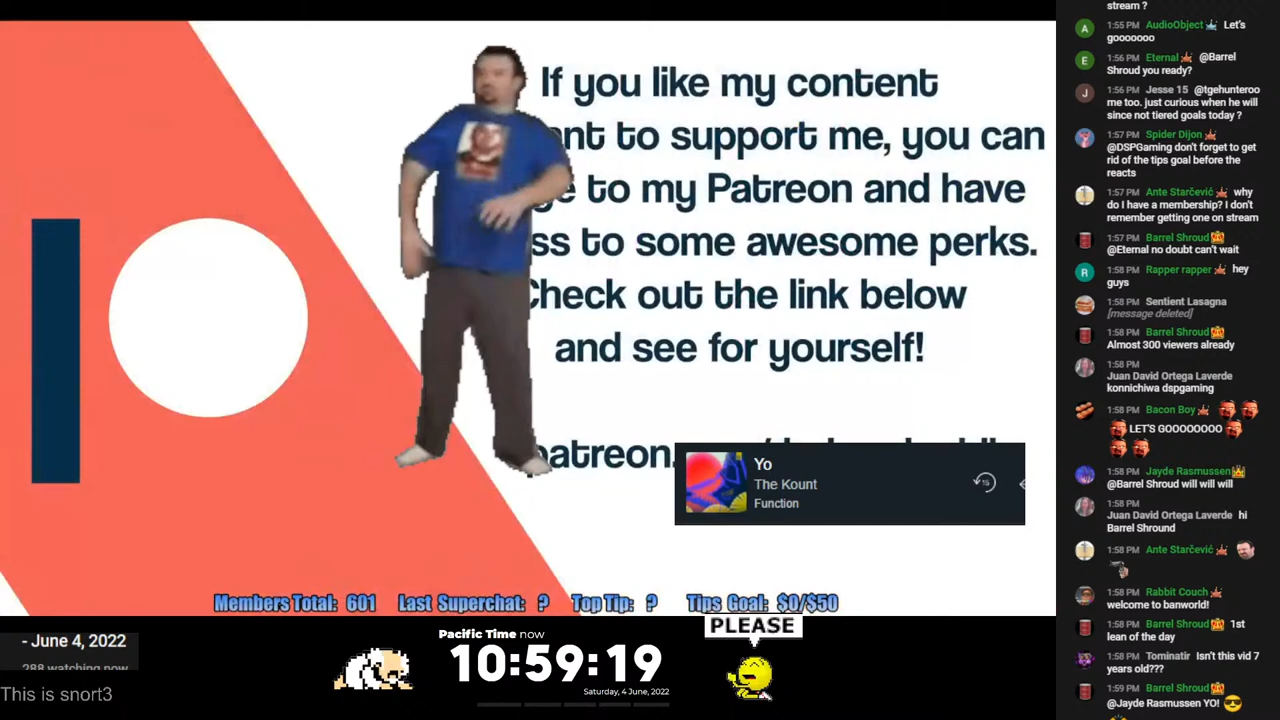 If you like my content
nt to support me, you can
e to my Patreon and have
ss to some awesome perks.
Check out the link below
and see for yourself!
patreon.
Yo
The Kount
Function
15
Members Total: 601 Last Superchat: ? Top Tip: ? Tips Goal: $0/$50
- June 4, 2022
288 watching now
This is snort3
Pacific Time now
10:59:19
Saturday, 4 June, 2022
PLEASE
stream ?
A 1:55 PM AudioObject Let's
gooooooo
E 1:56 PM Eternal @Barrel
Shroud you ready?
J 1:56 PM Jesse 15 @tgehunteroo
me too. just curious when he will
since not tiered goals today ?
1:57 PM Spider Dijon
@DSPGaming don't forget to get
rid of the tips goal before the
reacts
1:57 PM Ante Starčević why
do I have a membership? I don't
remember getting one on stream
1:57 PM Barrel Shroud
@Eternal no doubt can't wait
R 1:58 PM Rapper rapper hey
guys
1:58 PM Sentient Lasagna
[message deleted]
1:58 PM Barrel Shroud
Almost 300 viewers already
1:58 PM
Juan David Ortega Laverde
konnichiwa dspgaming
1:58 PM Bacon Boy
LET'S GOOOOOOOO
1:58 PM Jayde Rasmussen
@Barrel Shroud will will will
1:58 PM
Juan David Ortega Laverde hi
Barrel Shround
1:58 PM Ante Starčević
1:58 PM Rabbit Couch
welcome to banworld!
1:58 PM Barrel Shroud 1st
lean of the day
1:58 PM Tominatir Isn't this vid 7
years old???
1:59 PM Barrel Shroud
@Jayde Rasmussen YO!